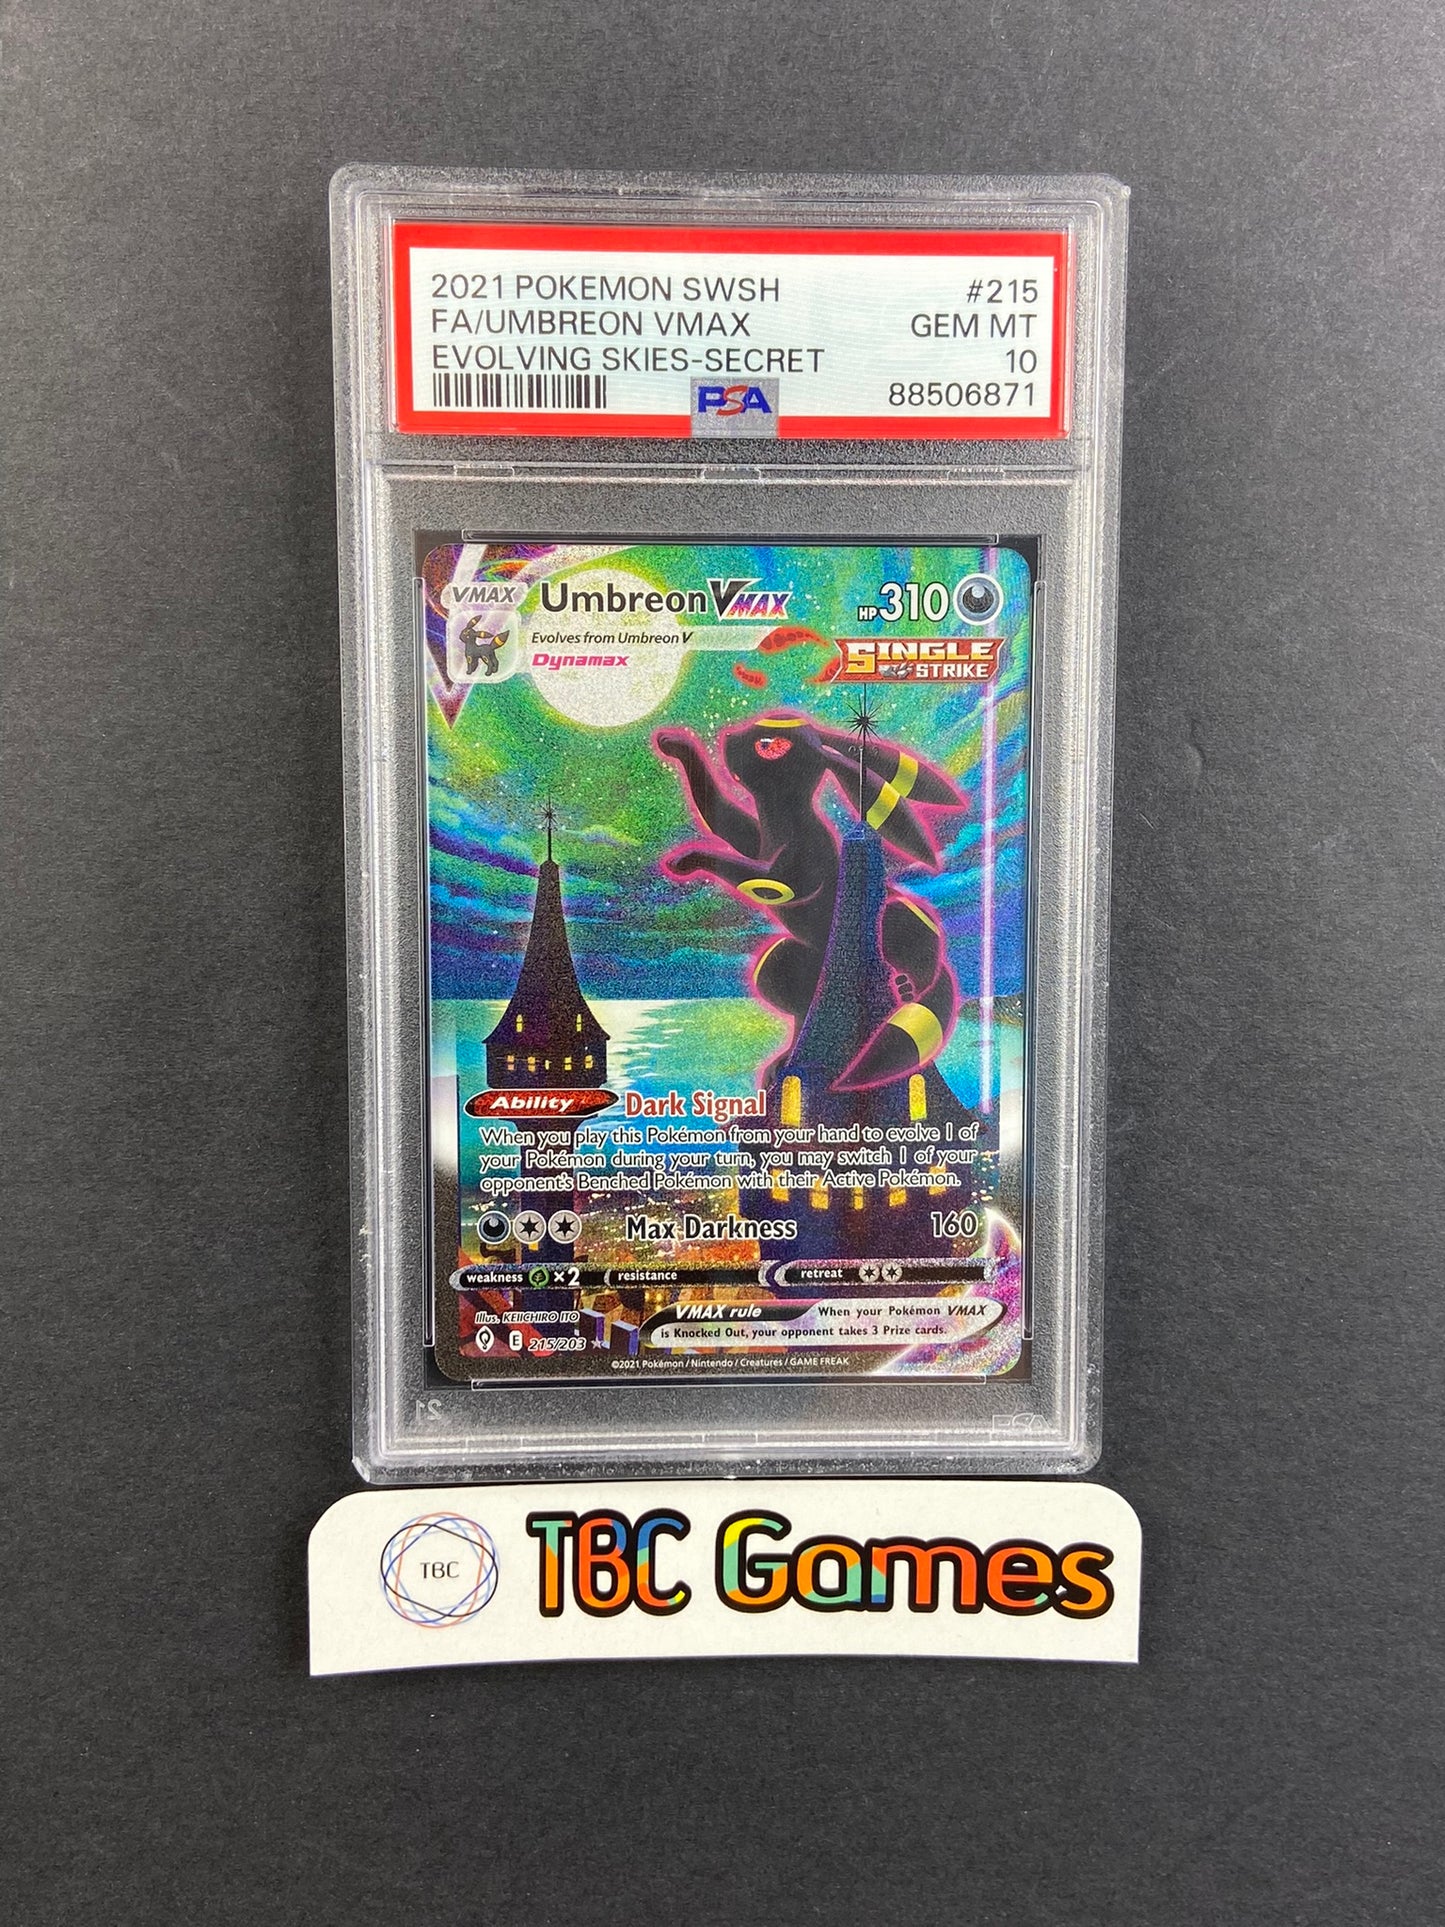 2021 POKEMON SWSH #215
FA/UMBREON VMAX GEM MT
EVOLVING SKIES-SECRET 10
PSA 88506871
VMAX Umbreon VMAX HP 310
Evolves from Umbreon V
Dynamax
SINGLE
STRIKE
Ability Dark Signal
When you play this Pokémon from your hand to evolve 1 of
your Pokémon during your turn, you may switch 1 of your
opponent's Benched Pokémon with their Active Pokémon.
Max Darkness 160
weakness ×2 resistance retreat
Illus. KEIICHIRO ITO
VMAX rule When your Pokémon VMAX
is Knocked Out, your opponent takes 3 Prize cards.
E 215/203
©2021 Pokémon / Nintendo / Creatures / GAME FREAK
21 PSA
TBC TBC Games